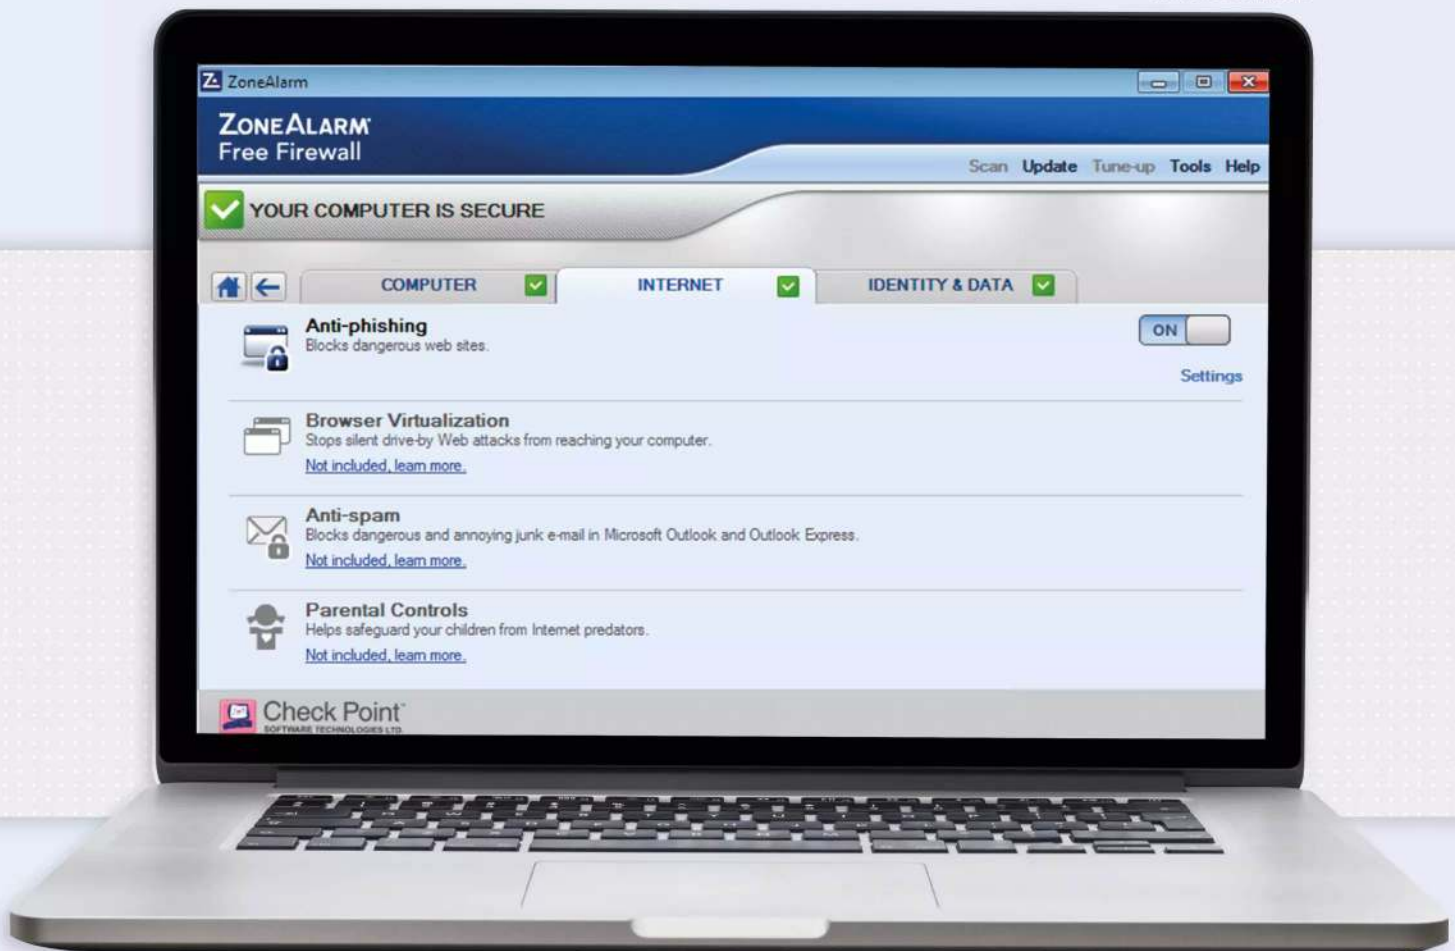 ZoneAlarm
ZONEALARM
Free Firewall
Scan Update Tune-up Tools Help
YOUR COMPUTER IS SECURE
COMPUTER INTERNET IDENTITY & DATA
Anti-phishing
Blocks dangerous web sites.
ON
Settings
Browser Virtualization
Stops silent drive-by Web attacks from reaching your computer.
Not included, learn more.
Anti-spam
Blocks dangerous and annoying junk e-mail in Microsoft Outlook and Outlook Express.
Not included, learn more.
Parental Controls
Helps safeguard your children from Internet predators.
Not included, learn more.
Check Point
SOFTWARE TECHNOLOGIES LTD.